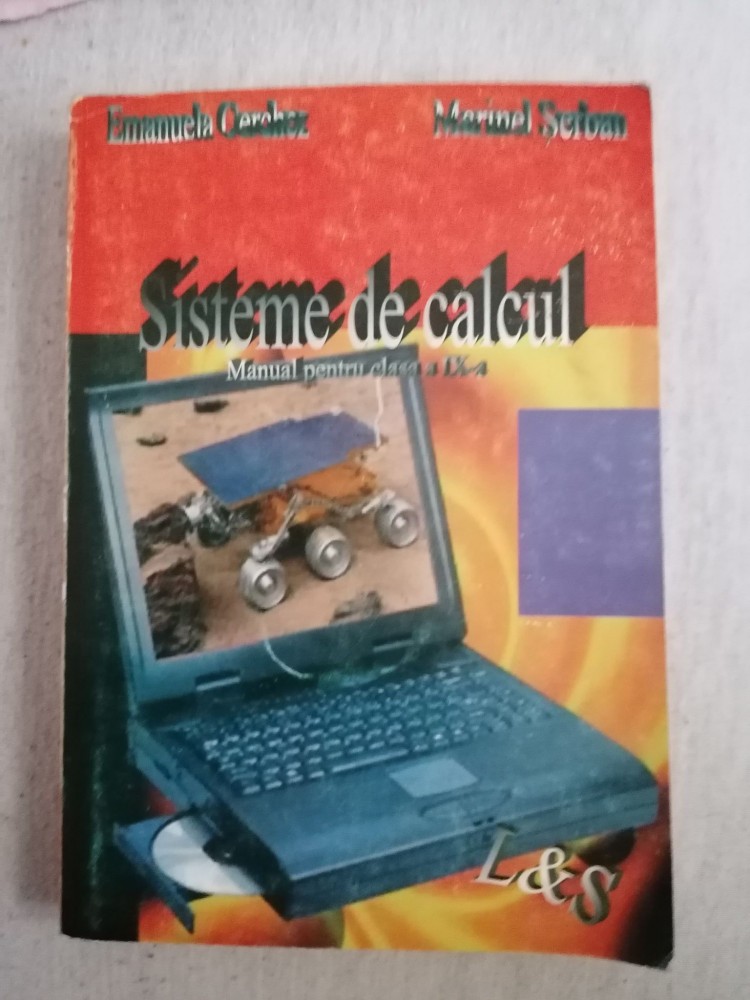 Emanuela Cerchez
Marinel Șerban
Sisteme de calcul
Manual pentru clasa a IX-a
L&S